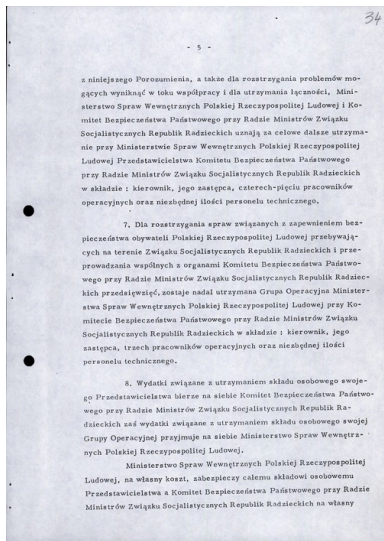 34
- 5 -
z niniejszego Porozumienia, a także dla rozstrzygania problemów mo-
gących wyniknąć w toku współpracy i dla utrzymania łączności, Mini-
sterstwo Spraw Wewnętrznych Polskiej Rzeczypospolitej Ludowej i Ko-
mitet Bezpieczeństwa Państwowego przy Radzie Ministrów Związku
Socjalistycznych Republik Radzieckich uznają za celowe dalsze utrzyma-
nie przy Ministerstwie Spraw Wewnętrznych Polskiej Rzeczypospolitej
Ludowej Przedstawicielstwa Komitetu Bezpieczeństwa Państwowego
przy Radzie Ministrów Związku Socjalistycznych Republik Radzieckich
w składzie : kierownik, jego zastępca, czterech-pięciu pracowników
operacyjnych oraz niezbędnej ilości personelu technicznego.
7. Dla rozstrzygania spraw związanych z zapewnieniem bez-
pieczeństwa obywateli Polskiej Rzeczypospolitej Ludowej przebywają-
cych na terenie Związku Socjalistycznych Republik Radzieckich i prze-
prowadzania wspólnych z organami Komitetu Bezpieczeństwa Państwo-
wego przy Radzie Ministrów Związku Socjalistycznych Republik Radziec-
kich przedsięwzięć, zostaje nadal utrzymana Grupa Operacyjna Minister-
stwa Spraw Wewnętrznych Polskiej Rzeczypospolitej Ludowej przy Ko-
mitecie Bezpieczeństwa Państwowego przy Radzie Ministrów Związku
Socjalistycznych Republik Radzieckich w składzie : kierownik, jego
zastępca, trzech pracowników operacyjnych oraz niezbędnej ilości
personelu technicznego.
8. Wydatki związane z utrzymaniem składu osobowego swoje-
go Przedstawicielstwa bierze na siebie Komitet Bezpieczeństwa Państwo-
wego przy Radzie Ministrów Związku Socjalistycznych Republik Ra-
dzieckich zaś wydatki związane z utrzymaniem składu osobowego swojej
Grupy Operacyjnej przyjmuje na siebie Ministerstwo Spraw Wewnętrz-
nych Polskiej Rzeczypospolitej Ludowej.
Ministerstwo Spraw Wewnętrznych Polskiej Rzeczypospolitej
Ludowej, na własny koszt, zabezpieczy całemu składowi osobowemu
Przedstawicielstwa a Komitet Bezpieczeństwa Państwowego przy Radzie
Ministrów Związku Socjalistycznych Republik Radzieckich na własny